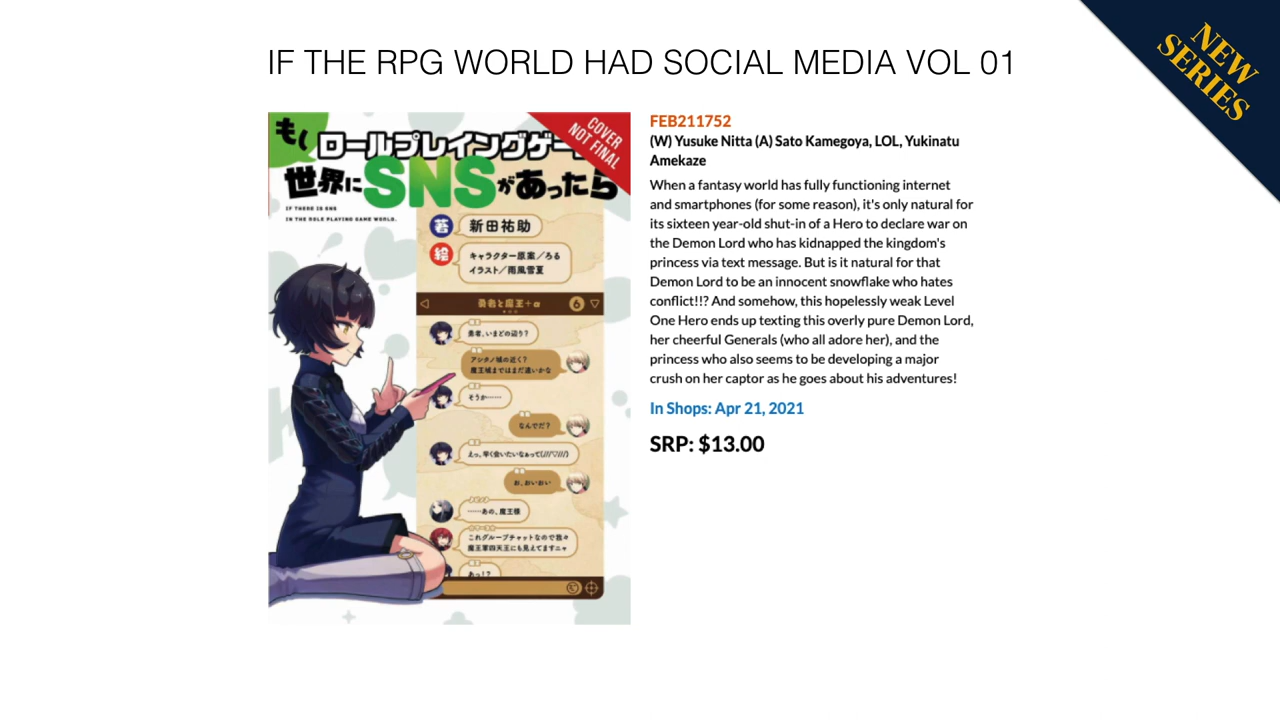 IF THE RPG WORLD HAD SOCIAL MEDIA VOL 01
NEW
SERIES
COVER
NOT FINAL
もし
ロールプレイングゲー
世界にSNSがあったら
IF THERE IS SNS
IN THE ROLE PLAYING GAME WORLD.
著 新田祐助
絵 キャラクター原案／ろる
イラスト／雨風雪夏
勇者と魔王+α 6
勇者、いまどの辺り?
アシタノ城の近く?
魔王城まではまだ遠いかな
そうか……
なんでだ?
えっ、早く会いたいなぁって(///▽///)
お、おいおい
……あの、魔王様
これグループチャットなので我々
魔王軍四天王にも見えてますニャ
あっ!?
FEB211752
(W) Yusuke Nitta (A) Sato Kamegoya, LOL, Yukinatu
Amekaze
When a fantasy world has fully functioning internet
and smartphones (for some reason), it's only natural for
its sixteen year-old shut-in of a Hero to declare war on
the Demon Lord who has kidnapped the kingdom's
princess via text message. But is it natural for that
Demon Lord to be an innocent snowflake who hates
conflict!!? And somehow, this hopelessly weak Level
One Hero ends up texting this overly pure Demon Lord,
her cheerful Generals (who all adore her), and the
princess who also seems to be developing a major
crush on her captor as he goes about his adventures!
In Shops: Apr 21, 2021
SRP: $13.00